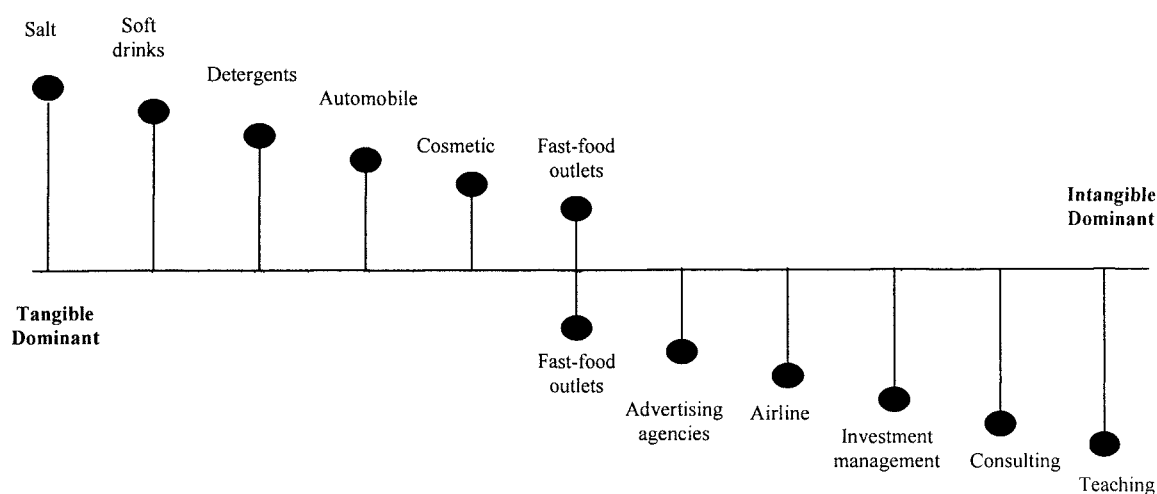 Salt
Soft
drinks
Detergents
Automobile
Cosmetic
Fast-food
outlets
Intangible
Dominant
Tangible
Dominant
Fast-food
outlets
Advertising
agencies
Airline
Investment
management
Consulting
Teaching